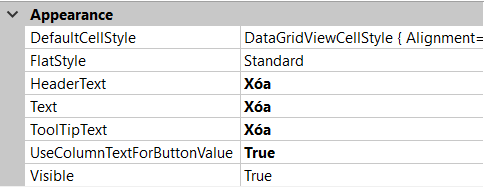 Appearance
DefaultCellStyle DataGridViewCellStyle { Alignment=
FlatStyle Standard
HeaderText Xóa
Text Xóa
ToolTipText Xóa
UseColumnTextForButtonValue True
Visible True